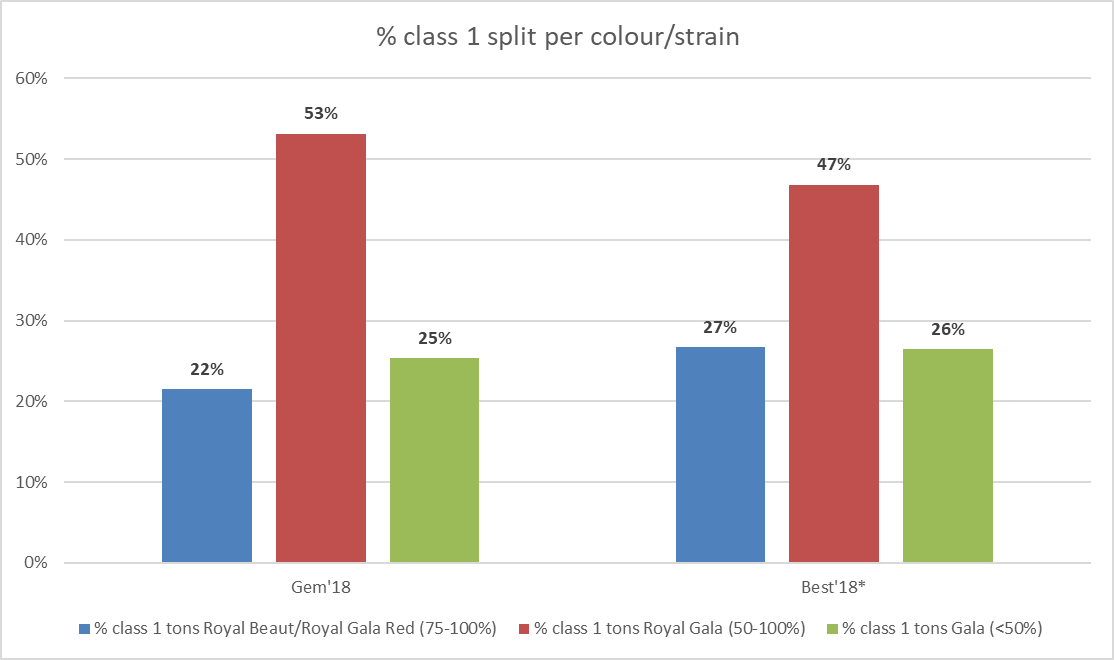 % class 1 split per colour/strain
60%
50%
40%
30%
20%
10%
0%
22%
53%
25%
27%
47%
26%
Gem'18
Best'18*
% class 1 tons Royal Beaut/Royal Gala Red (75-100%)
% class 1 tons Royal Gala (50-100%)
% class 1 tons Gala (<50%)